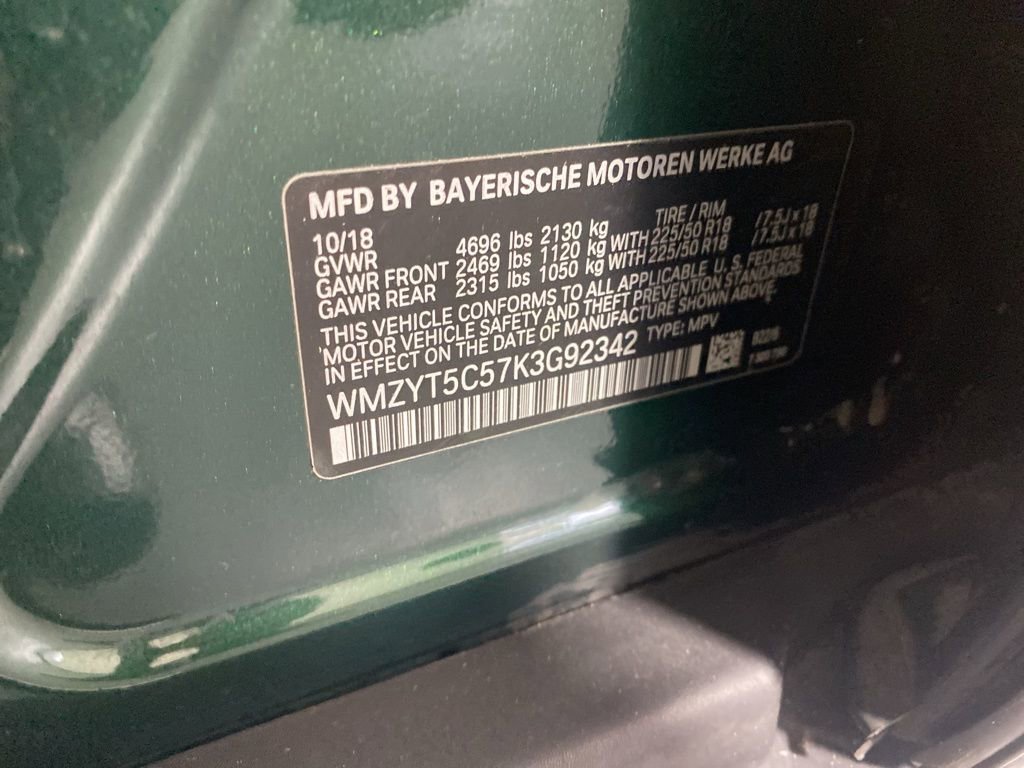 MFD BY BAYERISCHE MOTOREN WERKE AG
10/18 TIRE / RIM
GVWR 4696 lbs 2130 kg
GAWR FRONT 2469 lbs 1120 kg WITH 225/50 R18 /7.5J x 18
GAWR REAR 2315 lbs 1050 kg WITH 225/50 R18 /7.5J x 18
THIS VEHICLE CONFORMS TO ALL APPLICABLE U.S. FEDERAL
MOTOR VEHICLE SAFETY AND THEFT PREVENTION STANDARDS
IN EFFECT ON THE DATE OF MANUFACTURE SHOWN ABOVE.
WMZYT5C57K3G92342 TYPE: MPV